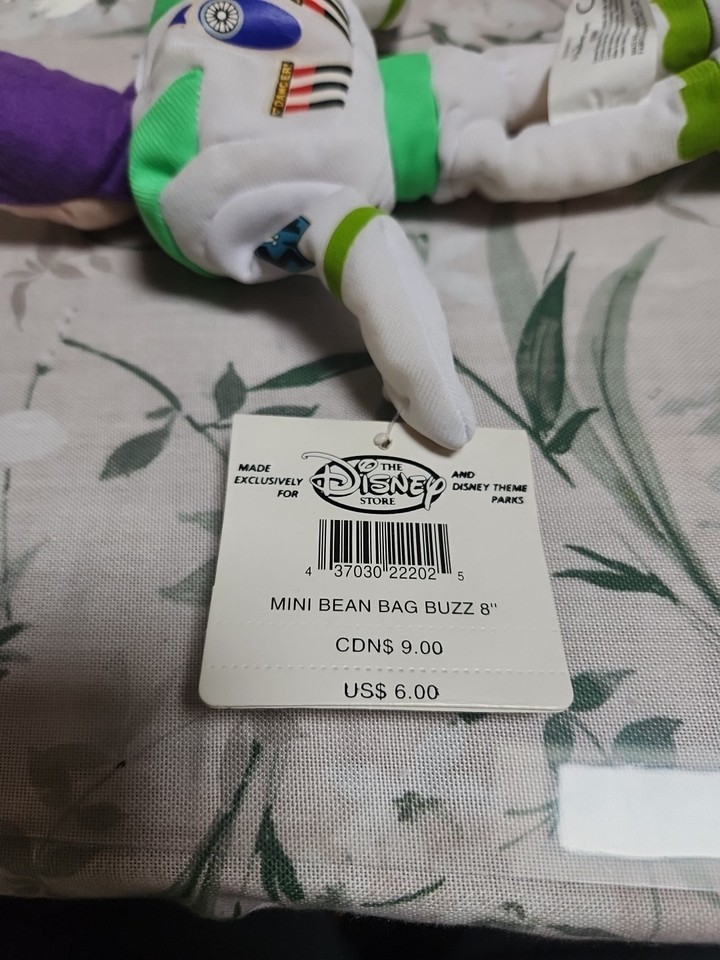 DANGER!
MADE
EXCLUSIVELY
FOR
THE
Disney
STORE
AND
DISNEY THEME
PARKS
4 37030 22202 5
MINI BEAN BAG BUZZ 8"
CDN$ 9.00
US$ 6.00